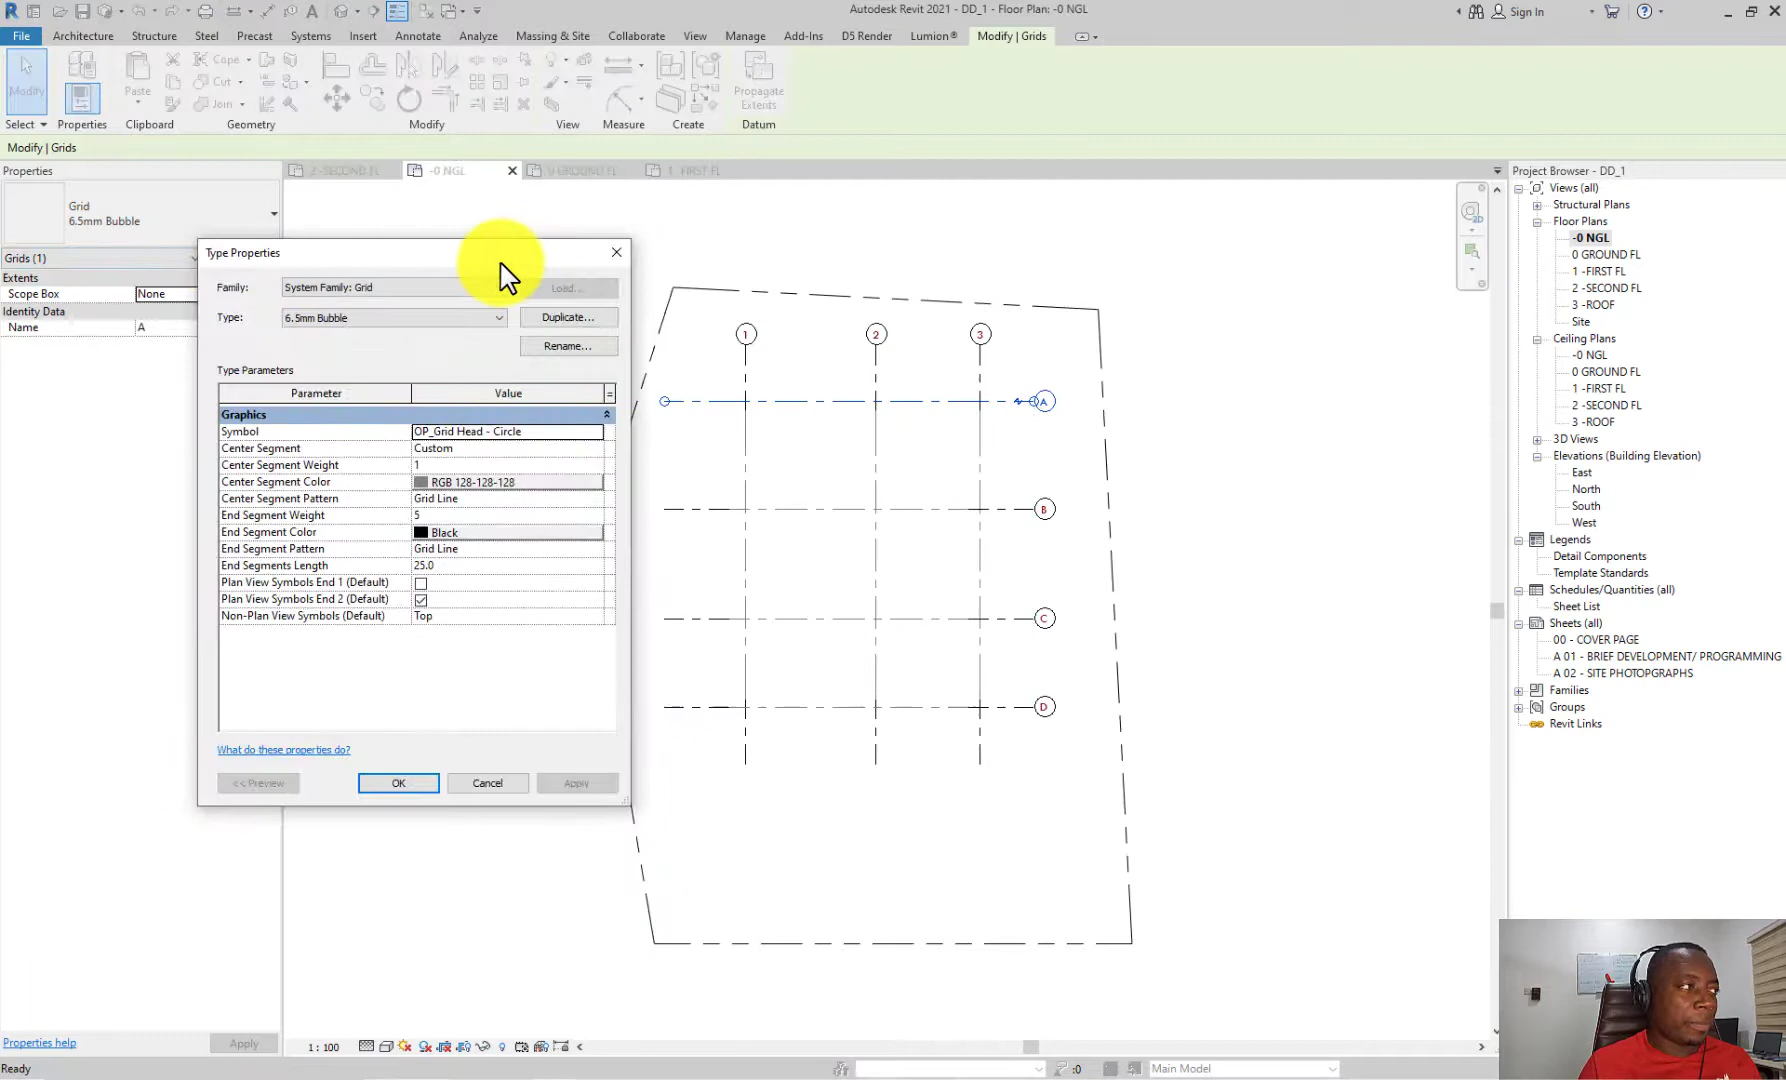 Autodesk Revit 2021 - DD_1 - Floor Plan: -0 NGL
Sign In
File Architecture Structure Steel Precast Systems Insert Annotate Analyze Massing & Site Collaborate View Manage Add-Ins D5 Render Lumion® Modify | Grids
Modify
Paste
Cope
Cut
Join
Propagate
Extents
Select Properties Clipboard Geometry Modify View Measure Create Datum
Modify | Grids
Properties
Grid
6.5mm Bubble
Grids (1)
Extents
Scope Box None
Identity Data
Name A
Properties help
Apply
2 -SECOND FL
-0 NGL
0 GROUND FL
1 -FIRST FL
Type Properties
Family: System Family: Grid Load...
Type: 6.5mm Bubble Duplicate...
Rename...
Type Parameters
Parameter Value =
Graphics
Symbol OP_Grid Head - Circle
Center Segment Custom
Center Segment Weight 1
Center Segment Color RGB 128-128-128
Center Segment Pattern Grid Line
End Segment Weight 5
End Segment Color Black
End Segment Pattern Grid Line
End Segments Length 25.0
Plan View Symbols End 1 (Default)
Plan View Symbols End 2 (Default)
Non-Plan View Symbols (Default) Top
What do these properties do?
<< Preview OK Cancel Apply
1 2 3
A
B
C
D
2D
Project Browser - DD_1
Views (all)
Structural Plans
Floor Plans
-0 NGL
0 GROUND FL
1 -FIRST FL
2 -SECOND FL
3 -ROOF
Site
Ceiling Plans
-0 NGL
0 GROUND FL
1 -FIRST FL
2 -SECOND FL
3 -ROOF
3D Views
Elevations (Building Elevation)
East
North
South
West
Legends
Detail Components
Template Standards
Schedules/Quantities (all)
Sheet List
Sheets (all)
00 - COVER PAGE
A 01 - BRIEF DEVELOPMENT/ PROGRAMMING
A 02 - SITE PHOTOPGRAPHS
Families
Groups
Revit Links
1 : 100
Ready
:0
Main Model